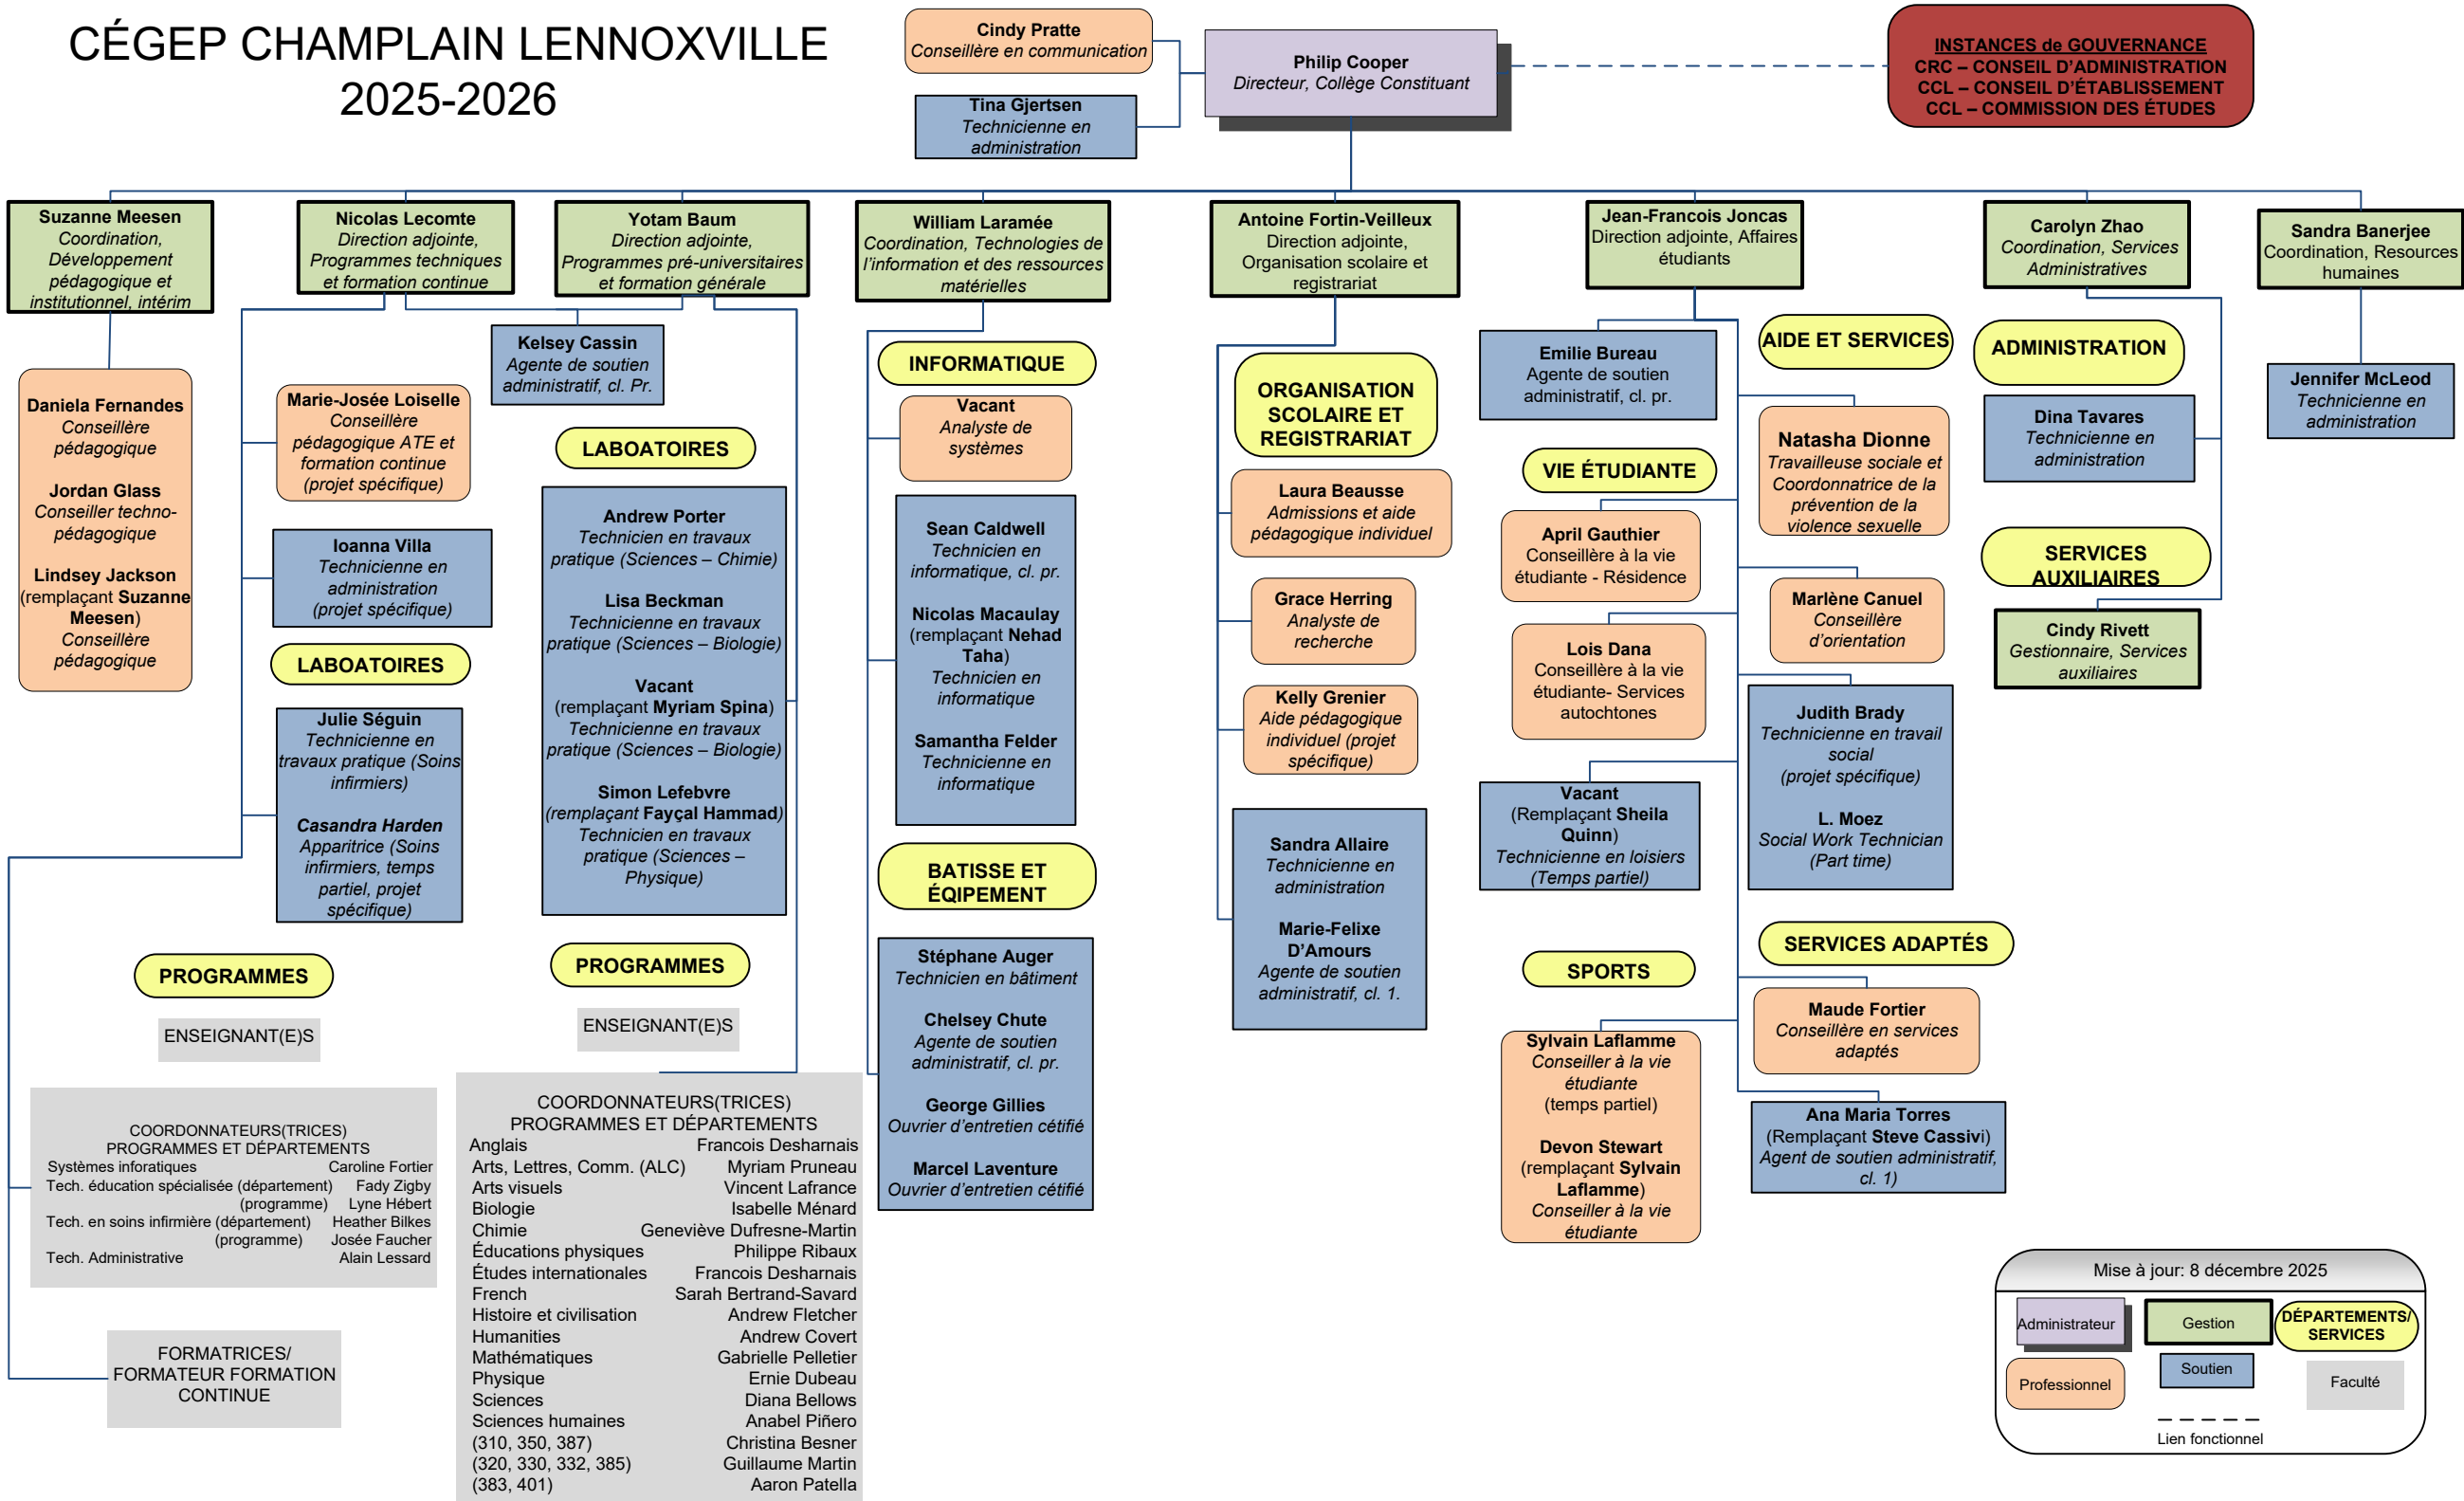 CÉGEP CHAMPLAIN LENNOXVILLE
2025-2026
Cindy Pratte
Conseillère en communication
Tina Gjertsen
Technicienne en
administration
Philip Cooper
Directeur, Collège Constituant
INSTANCES de GOUVERNANCE
CRC – CONSEIL D'ADMINISTRATION
CCL – CONSEIL D'ÉTABLISSEMENT
CCL – COMMISSION DES ÉTUDES
Suzanne Meesen
Coordination,
Développement
pédagogique et
institutionnel, intérim
Daniela Fernandes
Conseillère
pédagogique
Jordan Glass
Conseiller techno-
pédagogique
Lindsey Jackson
(remplaçant Suzanne
Meesen)
Conseillère
pédagogique
Nicolas Lecomte
Direction adjointe,
Programmes techniques
et formation continue
Marie-Josée Loiselle
Conseillère
pédagogique ATE et
formation continue
(projet spécifique)
Ioanna Villa
Technicienne en
administration
(projet spécifique)
LABOATOIRES
Julie Séguin
Technicienne en
travaux pratique (Soins
infirmiers)
Casandra Harden
Apparitrice (Soins
infirmiers, temps
partiel, projet
spécifique)
PROGRAMMES
ENSEIGNANT(E)S
COORDONNATEURS(TRICES)
PROGRAMMES ET DÉPARTEMENTS
Systèmes inforatiques Caroline Fortier
Tech. éducation spécialisée (département) Fady Zigby
(programme) Lyne Hébert
Tech. en soins infirmière (département) Heather Bilkes
(programme) Josée Faucher
Tech. Administrative Alain Lessard
FORMATRICES/
FORMATEUR FORMATION
CONTINUE
Yotam Baum
Direction adjointe,
Programmes pré-universitaires
et formation générale
Kelsey Cassin
Agente de soutien
administratif, cl. Pr.
LABOATOIRES
Andrew Porter
Technicien en travaux
pratique (Sciences – Chimie)
Lisa Beckman
Technicienne en travaux
pratique (Sciences – Biologie)
Vacant
(remplaçant Myriam Spina)
Technicienne en travaux
pratique (Sciences – Biologie)
Simon Lefebvre
(remplaçant Fayçal Hammad)
Technicien en travaux
pratique (Sciences –
Physique)
PROGRAMMES
ENSEIGNANT(E)S
COORDONNATEURS(TRICES)
PROGRAMMES ET DÉPARTEMENTS
Anglais Francois Desharnais
Arts, Lettres, Comm. (ALC) Myriam Pruneau
Arts visuels Vincent Lafrance
Biologie Isabelle Ménard
Chimie Geneviève Dufresne-Martin
Éducations physiques Philippe Ribaux
Études internationales Francois Desharnais
French Sarah Bertrand-Savard
Histoire et civilisation Andrew Fletcher
Humanities Andrew Covert
Mathématiques Gabrielle Pelletier
Physique Ernie Dubeau
Sciences Diana Bellows
Sciences humaines Anabel Piñero
(310, 350, 387) Christina Besner
(320, 330, 332, 385) Guillaume Martin
(383, 401) Aaron Patella
William Laramée
Coordination, Technologies de
l'information et des ressources
matérielles
INFORMATIQUE
Vacant
Analyste de
systèmes
Sean Caldwell
Technicien en
informatique, cl. pr.
Nicolas Macaulay
(remplaçant Nehad
Taha)
Technicien en
informatique
Samantha Felder
Technicienne en
informatique
BATISSE ET
ÉQIPEMENT
Stéphane Auger
Technicien en bâtiment
Chelsey Chute
Agente de soutien
administratif, cl. pr.
George Gillies
Ouvrier d'entretien cétifié
Marcel Laventure
Ouvrier d'entretien cétifié
Antoine Fortin-Veilleux
Direction adjointe,
Organisation scolaire et
registrariat
ORGANISATION
SCOLAIRE ET
REGISTRARIAT
Laura Beausse
Admissions et aide
pédagogique individuel
Grace Herring
Analyste de
recherche
Kelly Grenier
Aide pédagogique
individuel (projet
spécifique)
Sandra Allaire
Technicienne en
administration
Marie-Felixe
D'Amours
Agente de soutien
administratif, cl. 1.
Jean-Francois Joncas
Direction adjointe, Affaires
étudiants
Emilie Bureau
Agente de soutien
administratif, cl. pr.
VIE ÉTUDIANTE
April Gauthier
Conseillère à la vie
étudiante - Résidence
Lois Dana
Conseillère à la vie
étudiante- Services
autochtones
Vacant
(Remplaçant Sheila
Quinn)
Technicienne en loisiers
(Temps partiel)
SPORTS
Sylvain Laflamme
Conseiller à la vie
étudiante
(temps partiel)
Devon Stewart
(remplaçant Sylvain
Laflamme)
Conseiller à la vie
étudiante
AIDE ET SERVICES
Natasha Dionne
Travailleuse sociale et
Coordonnatrice de la
prévention de la
violence sexuelle
Marlène Canuel
Conseillère
d'orientation
Judith Brady
Technicienne en travail
social
(projet spécifique)
L. Moez
Social Work Technician
(Part time)
SERVICES ADAPTÉS
Maude Fortier
Conseillère en services
adaptés
Ana Maria Torres
(Remplaçant Steve Cassivi)
Agent de soutien administratif,
cl. 1)
Carolyn Zhao
Coordination, Services
Administratives
ADMINISTRATION
Dina Tavares
Technicienne en
administration
SERVICES
AUXILIAIRES
Cindy Rivett
Gestionnaire, Services
auxiliaires
Sandra Banerjee
Coordination, Resources
humaines
Jennifer McLeod
Technicienne en
administration
Mise à jour: 8 décembre 2025
Administrateur
Gestion
DÉPARTEMENTS/
SERVICES
Professionnel
Soutien
Faculté
Lien fonctionnel